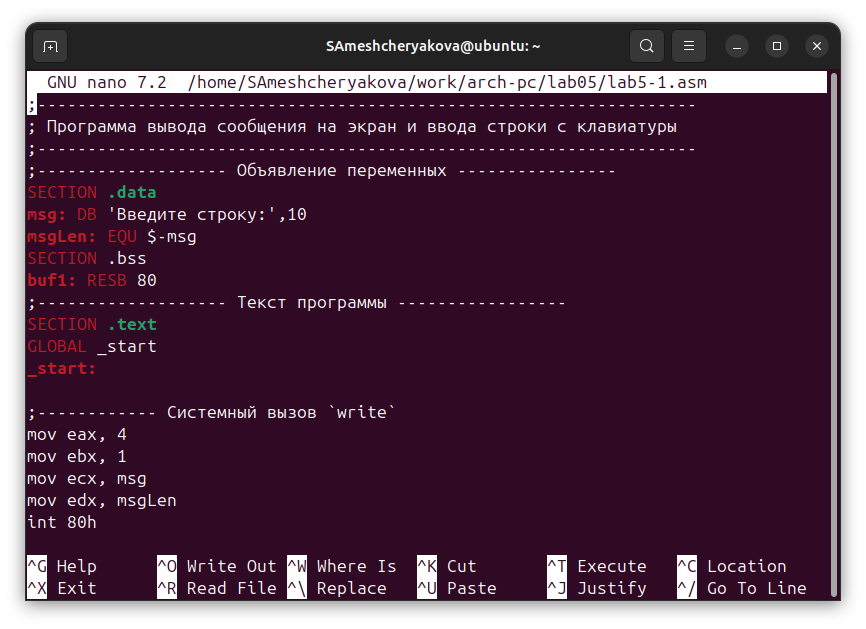 SAmeshcheryakova@ubuntu: ~
GNU nano 7.2 /home/SAmeshcheryakova/work/arch-pc/lab05/lab5-1.asm
;------------------------------------------------------------------
; Программа вывода сообщения на экран и ввода строки с клавиатуры
;------------------------------------------------------------------
;------------------- Объявление переменных ----------------
SECTION .data
msg: DB 'Введите строку:',10
msgLen: EQU $-msg
SECTION .bss
buf1: RESB 80
;------------------- Текст программы -----------------
SECTION .text
GLOBAL _start
_start:
;------------ Системный вызов `write`
mov eax, 4
mov ebx, 1
mov ecx, msg
mov edx, msgLen
int 80h
^G Help ^O Write Out ^W Where Is ^K Cut ^T Execute ^C Location
^X Exit ^R Read File ^\ Replace ^U Paste ^J Justify ^/ Go To Line